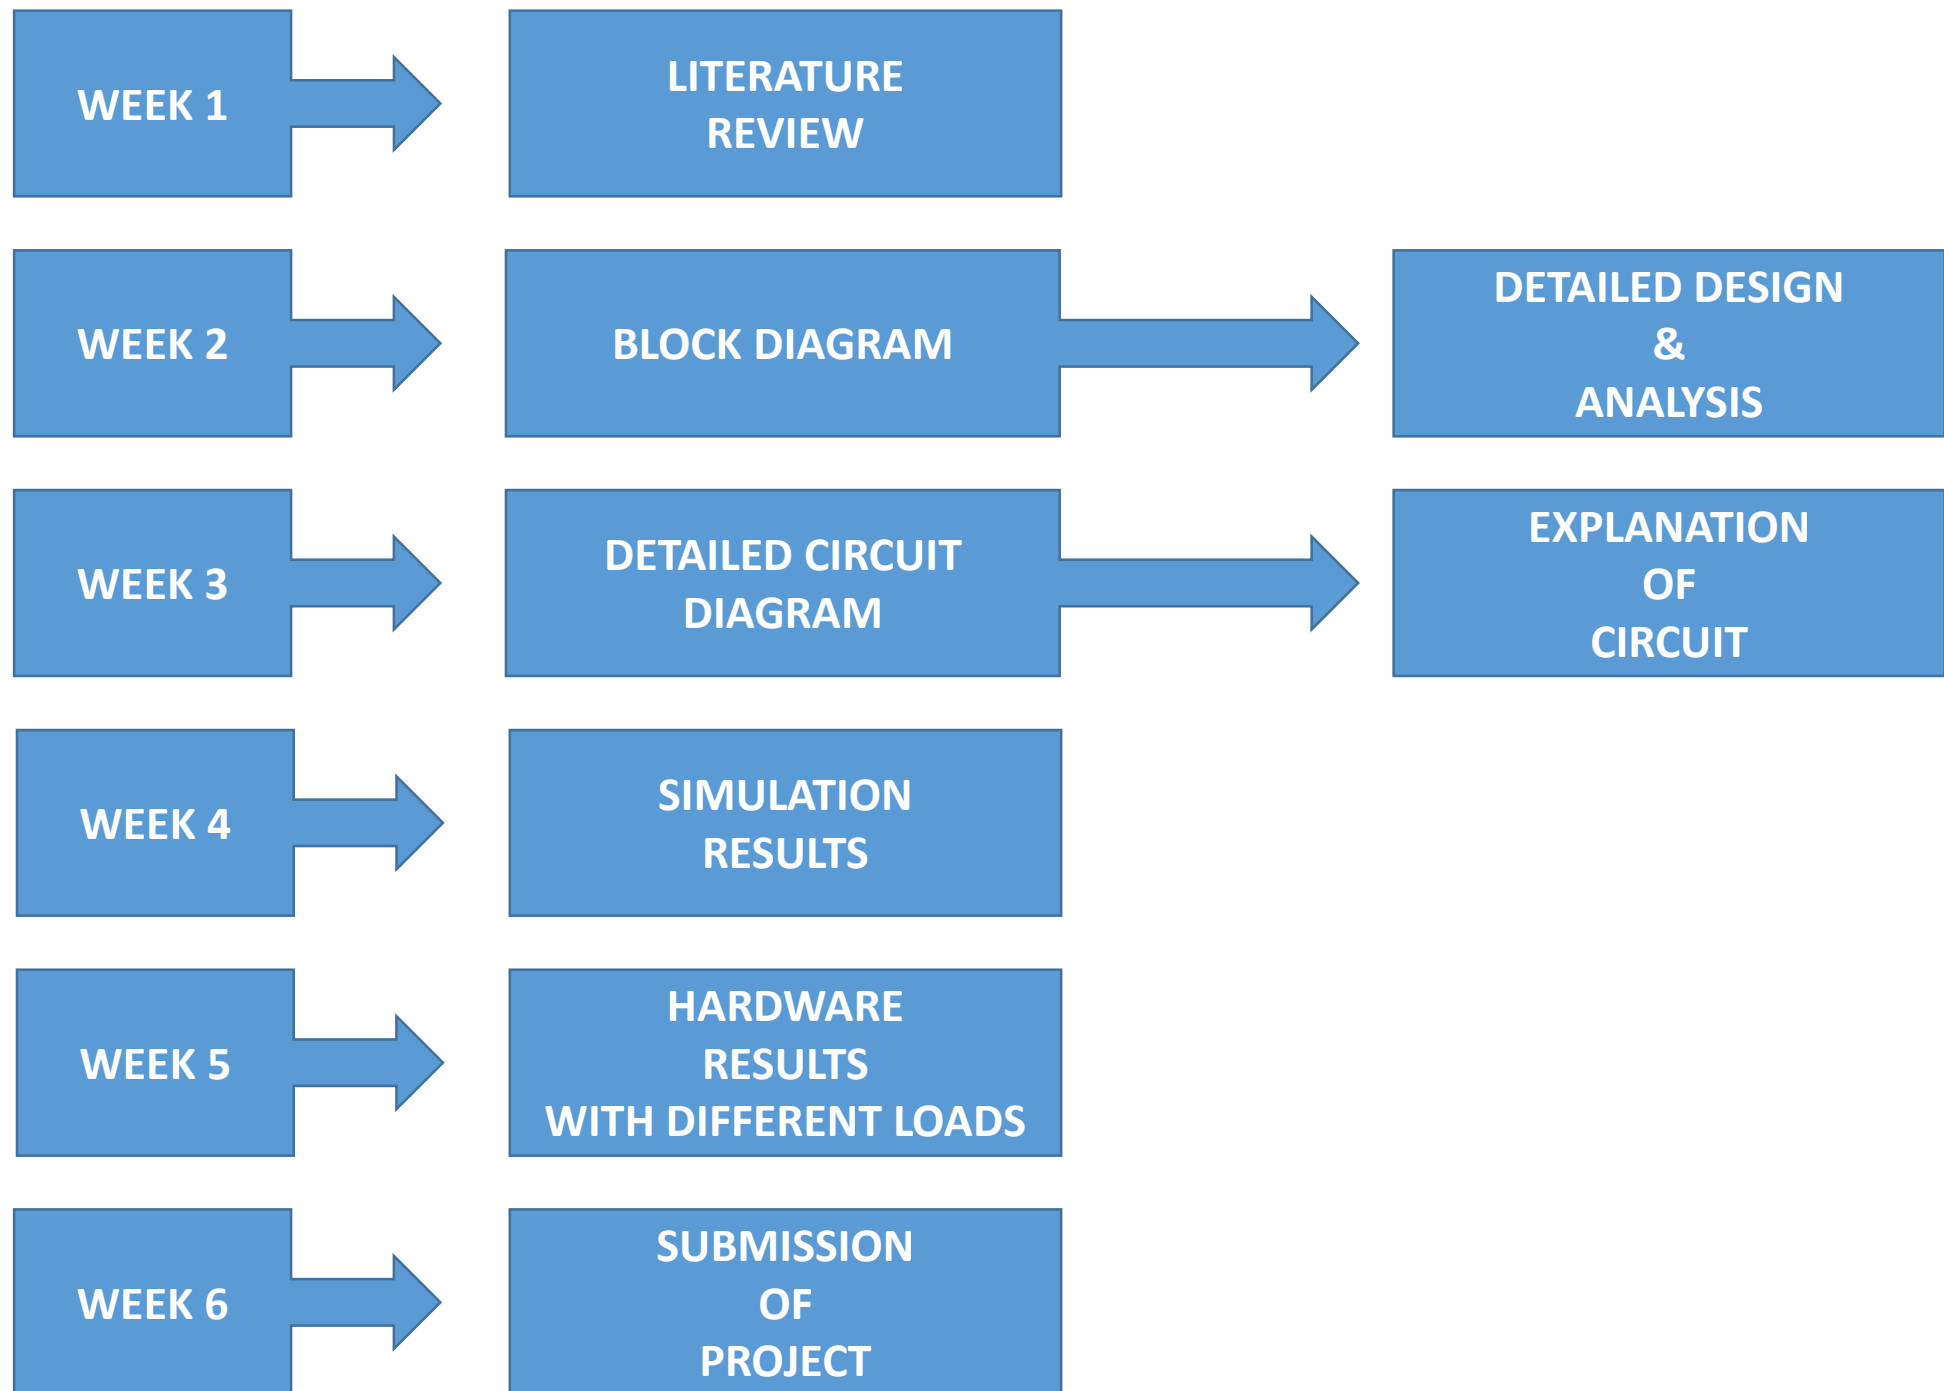 WEEK 1
LITERATURE
REVIEW
WEEK 2
BLOCK DIAGRAM
DETAILED DESIGN
&
ANALYSIS
WEEK 3
DETAILED CIRCUIT
DIAGRAM
EXPLANATION
OF
CIRCUIT
WEEK 4
SIMULATION
RESULTS
WEEK 5
HARDWARE
RESULTS
WITH DIFFERENT LOADS
WEEK 6
SUBMISSION
OF
PROJECT